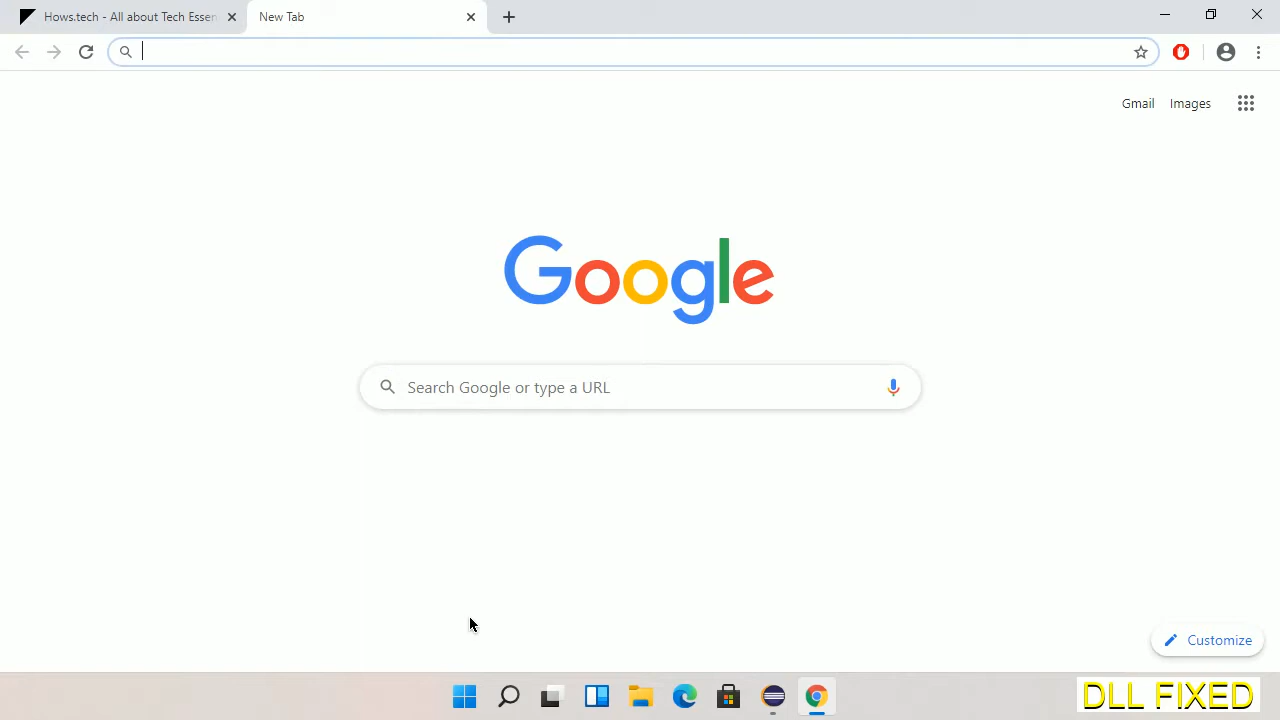 Hows.tech - All about Tech Essen
New Tab
Gmail
Images
Google
Search Google or type a URL
Customize
DLL FIXED